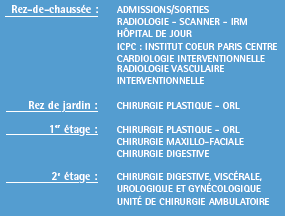 Rez-de-chaussée : ADMISSIONS/SORTIES
RADIOLOGIE - SCANNER - IRM
HÔPITAL DE JOUR
ICPC : INSTITUT COEUR PARIS CENTRE
CARDIOLOGIE INTERVENTIONNELLE
RADIOLOGIE VASCULAIRE
INTERVENTIONNELLE
Rez de jardin : CHIRURGIE PLASTIQUE - ORL
1er étage : CHIRURGIE PLASTIQUE - ORL
CHIRURGIE MAXILLO-FACIALE
CHIRURGIE DIGESTIVE
2e étage : CHIRURGIE DIGESTIVE, VISCÉRALE,
UROLOGIQUE ET GYNÉCOLOGIQUE
UNITÉ DE CHIRURGIE AMBULATOIRE